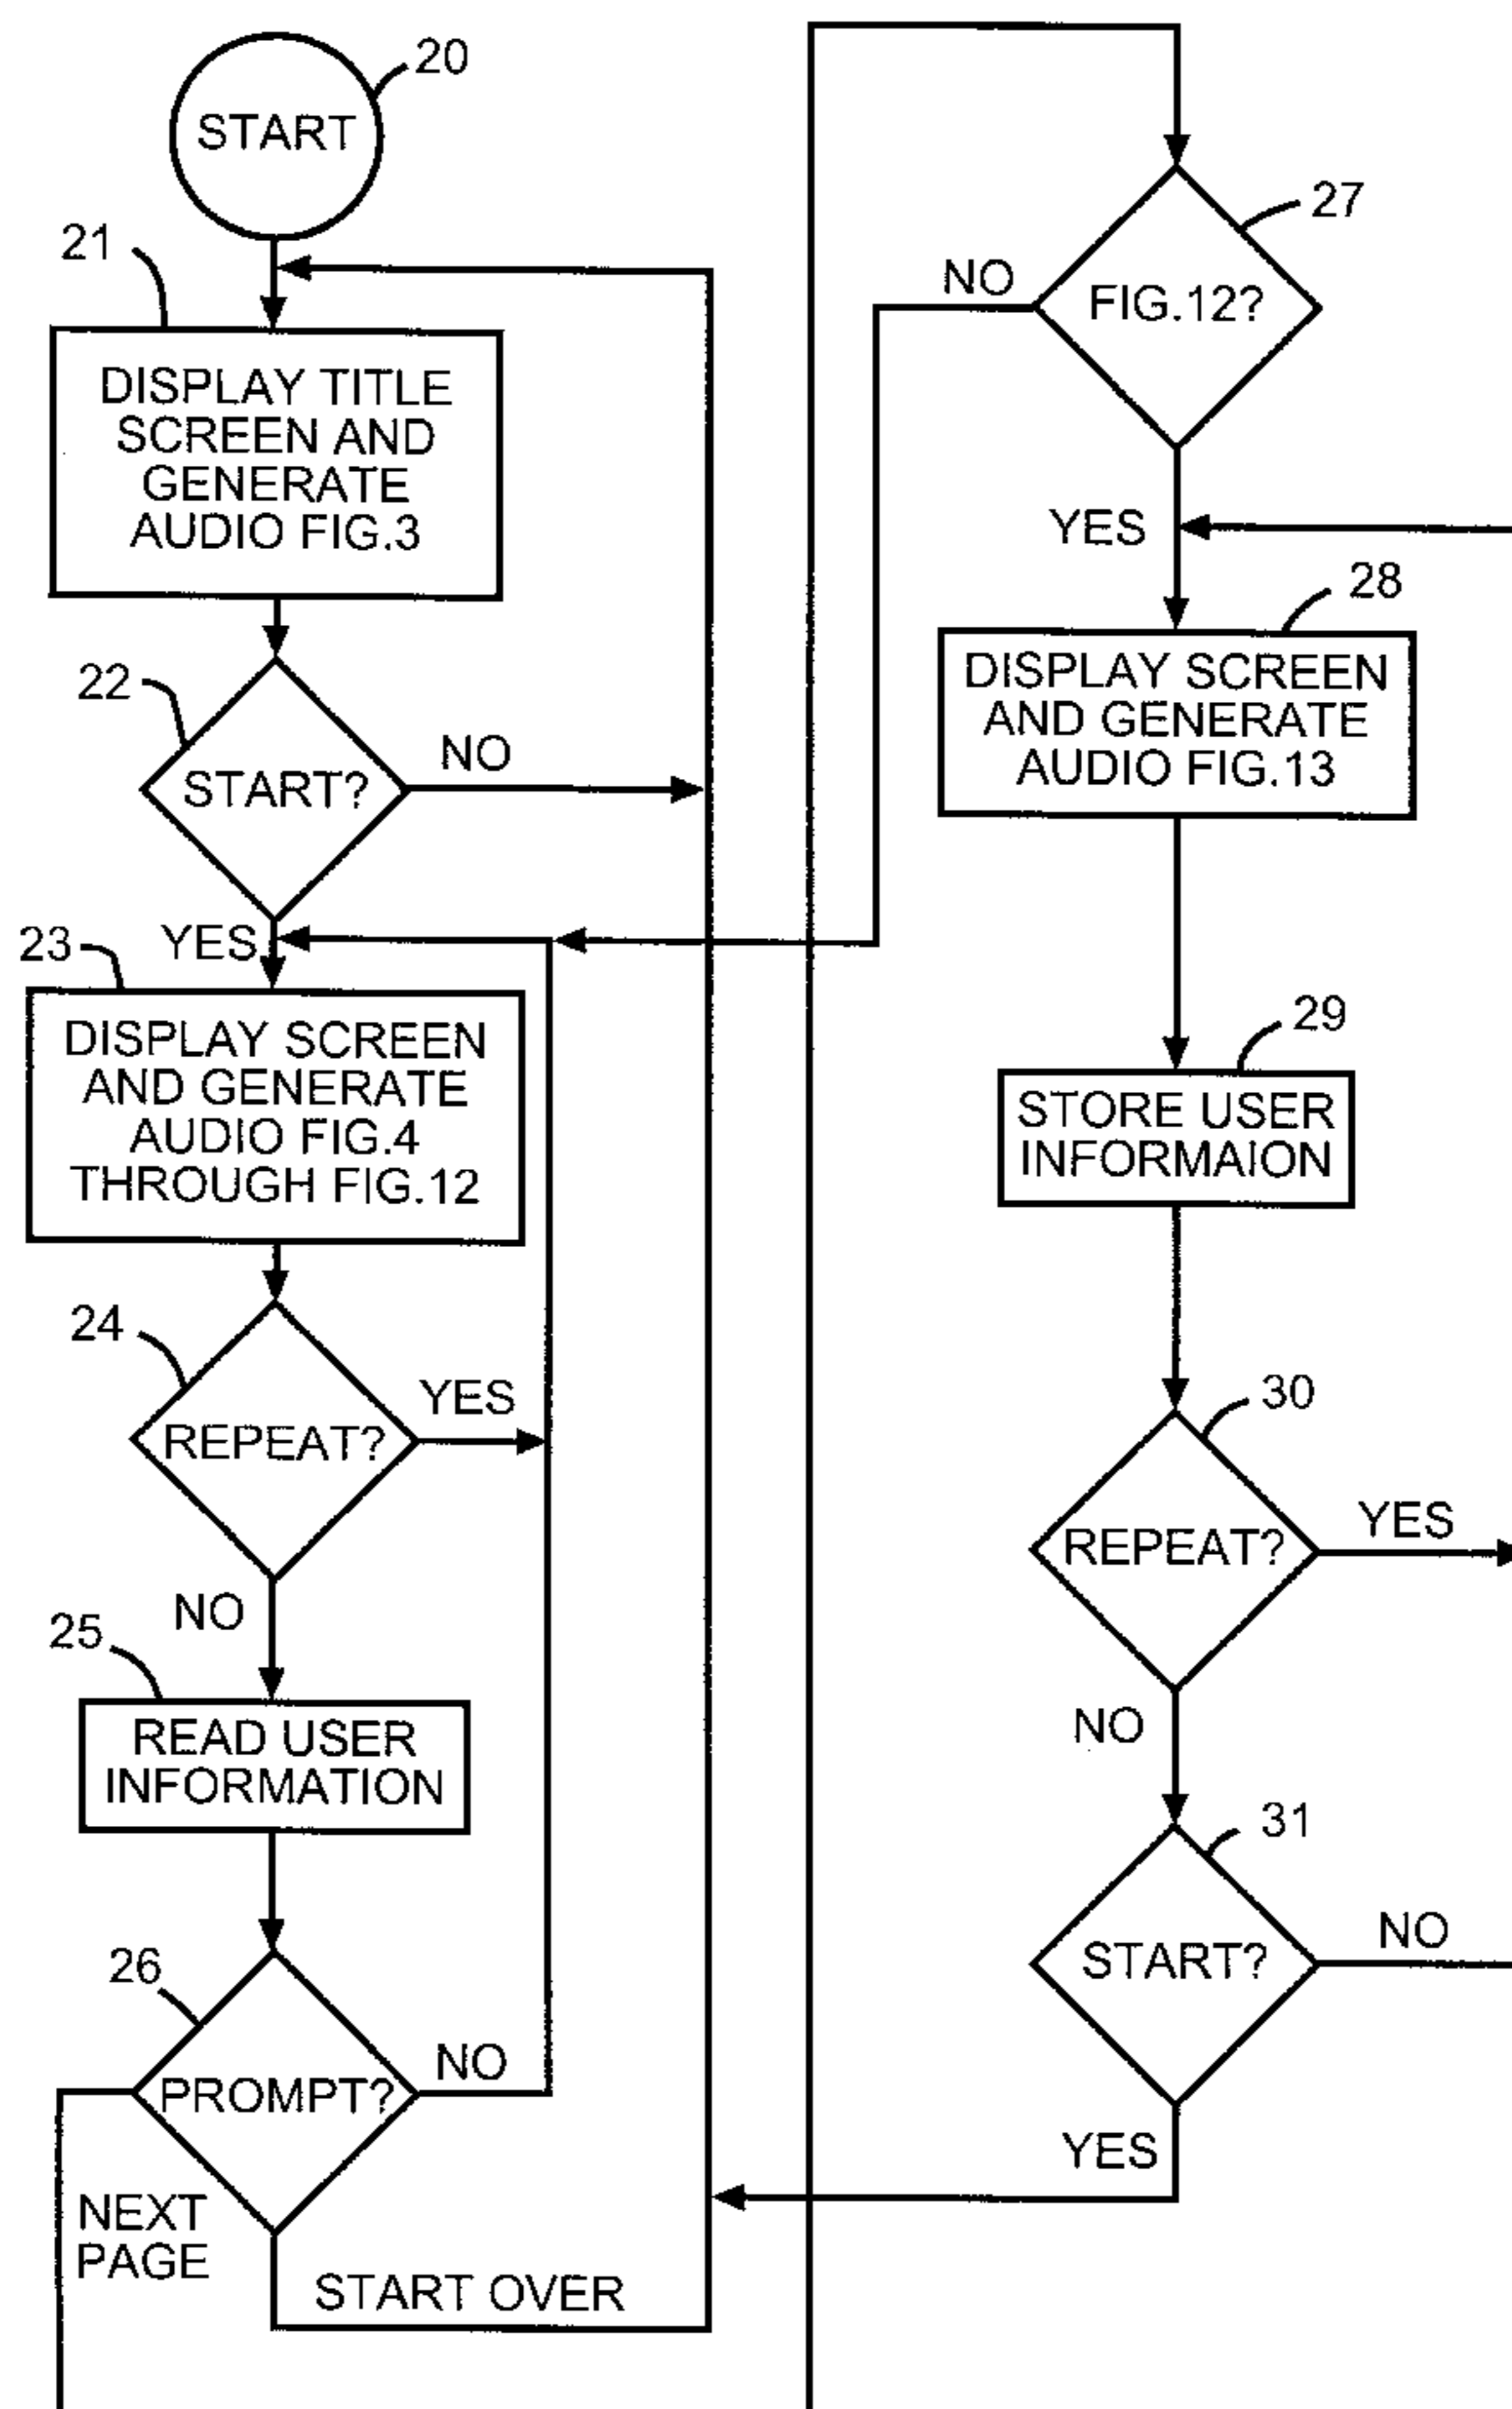 20
START
21
DISPLAY TITLE
SCREEN AND
GENERATE
AUDIO FIG.3
22
START?
NO
YES
23
DISPLAY SCREEN
AND GENERATE
AUDIO FIG.4
THROUGH FIG.12
24
REPEAT?
YES
NO
25
READ USER
INFORMATION
26
PROMPT?
NO
NEXT
PAGE
START OVER
27
FIG.12?
NO
YES
28
DISPLAY SCREEN
AND GENERATE
AUDIO FIG.13
29
STORE USER
INFORMAION
30
REPEAT?
YES
NO
31
START?
NO
YES